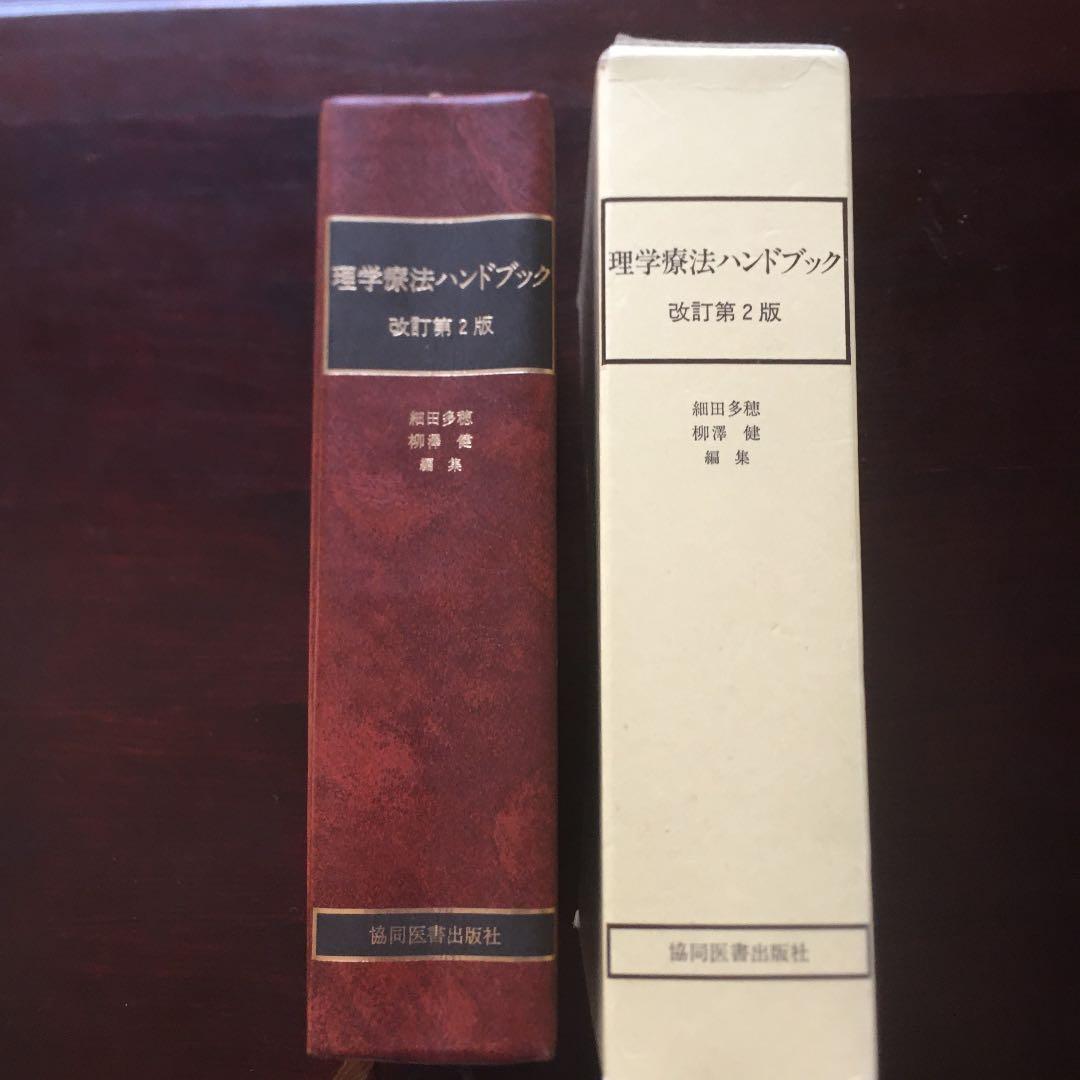 理学療法ハンドブック
改訂第2版
細田多穂
柳澤 健
編集
協同医書出版社
理学療法ハンドブック
改訂第2版
細田多穂
柳澤 健
編集
協同医書出版社